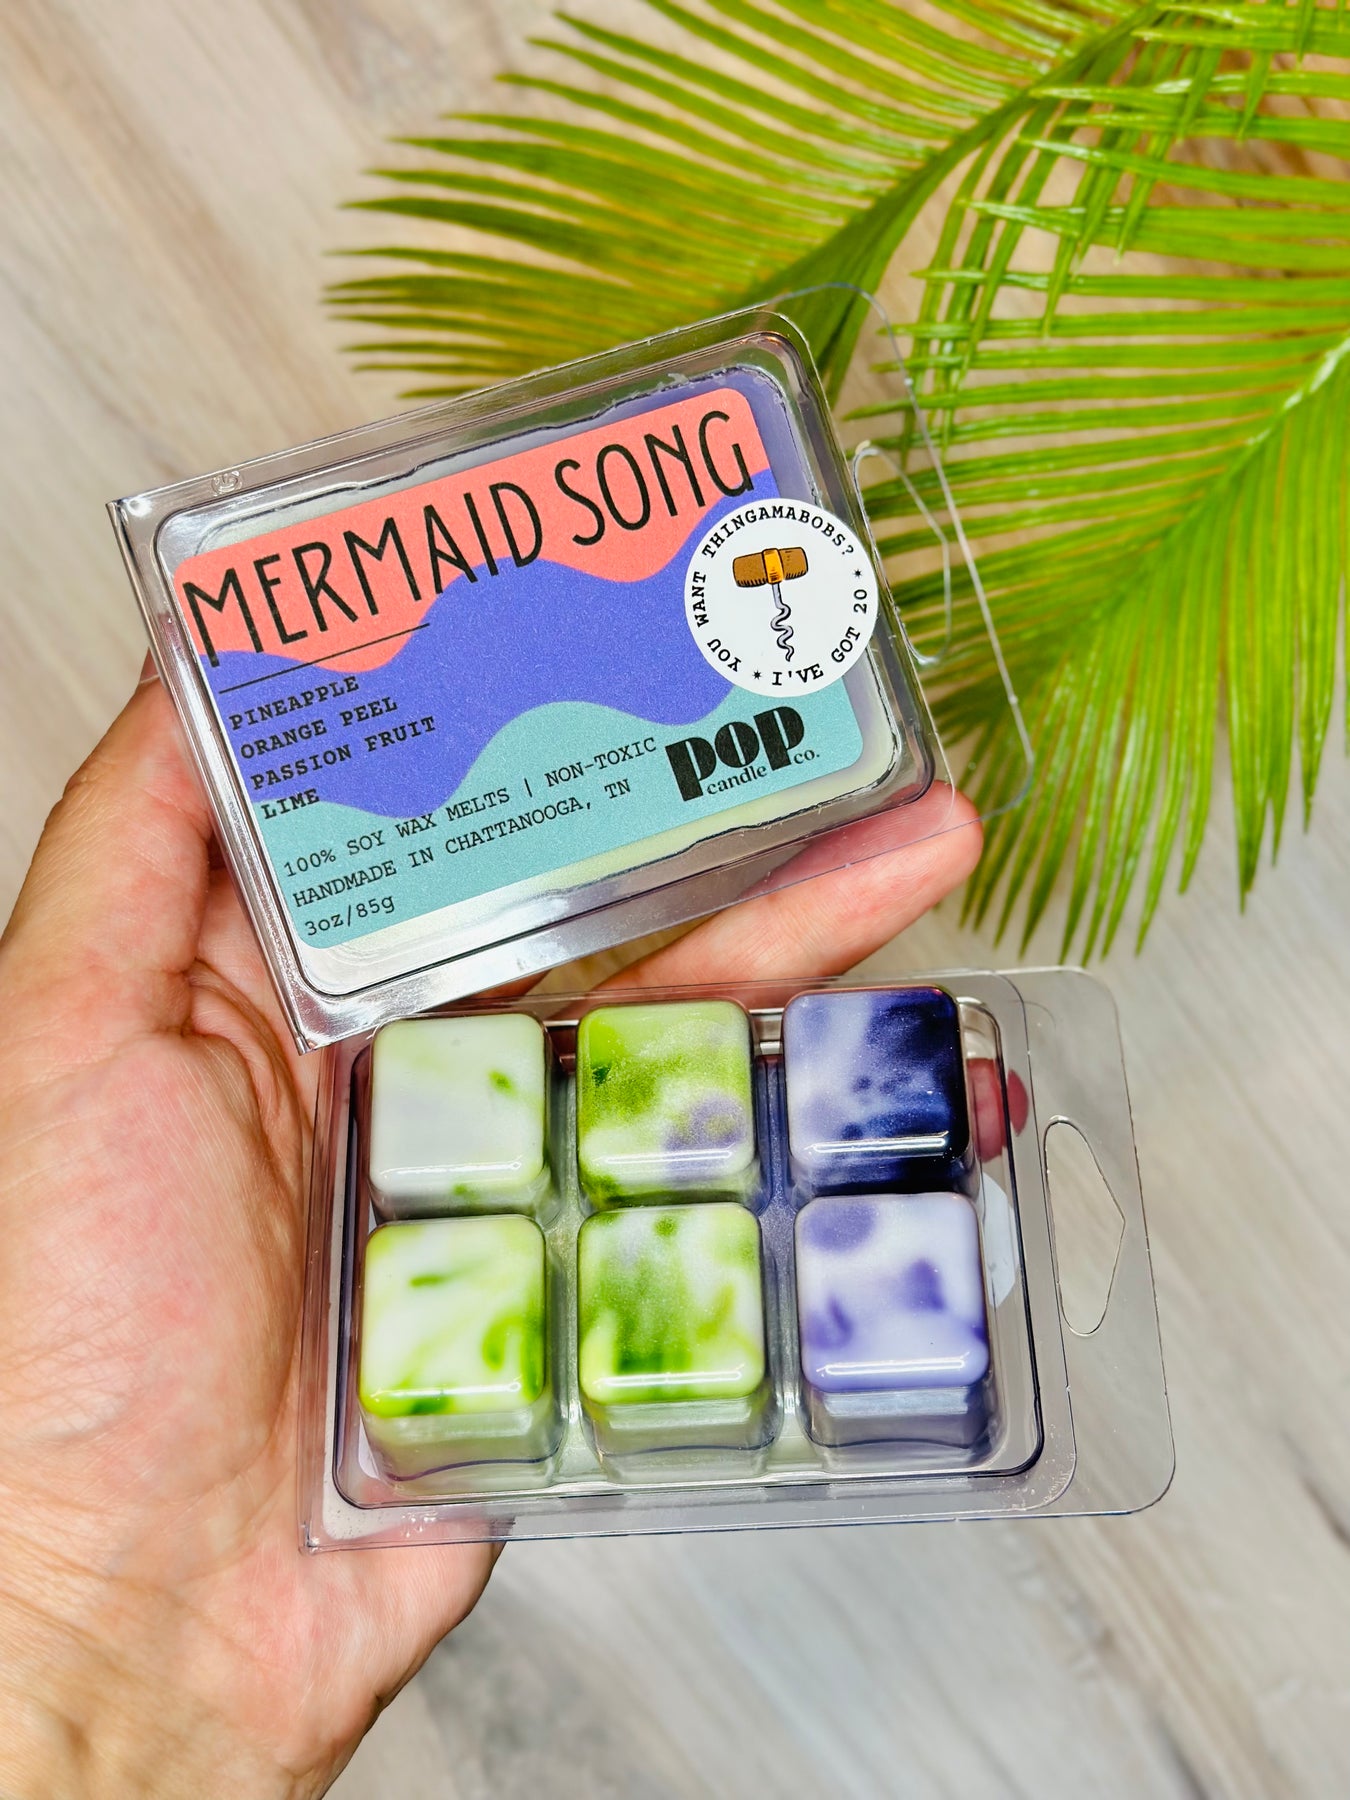 MERMAID SONG
PINEAPPLE
ORANGE PEEL
PASSION FRUIT
LIME
100% SOY WAX MELTS | NON-TOXIC
HANDMADE IN CHATTANOOGA, TN
3oz/85g
YOU WANT THINGAMABOBS?
* I'VE GOT 20 *
POP
candle co.